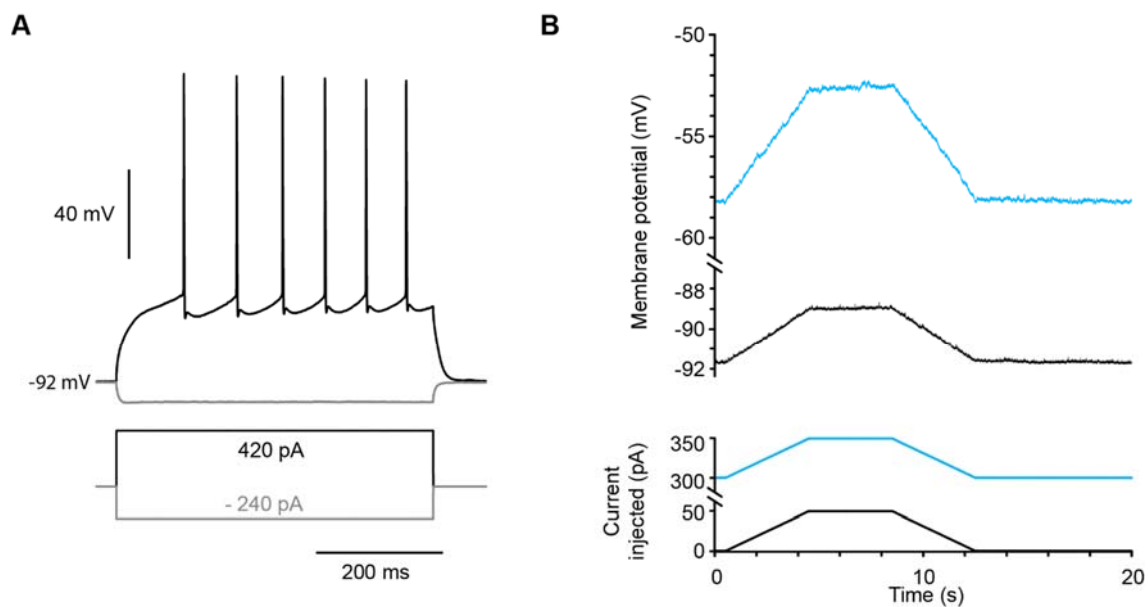 A
40 mV
-92 mV
420 pA
- 240 pA
200 ms
B
Membrane potential (mV)
-50
-55
-60
-88
-90
-92
Current
injected (pA)
350
300
50
0
0
10
20
Time (s)